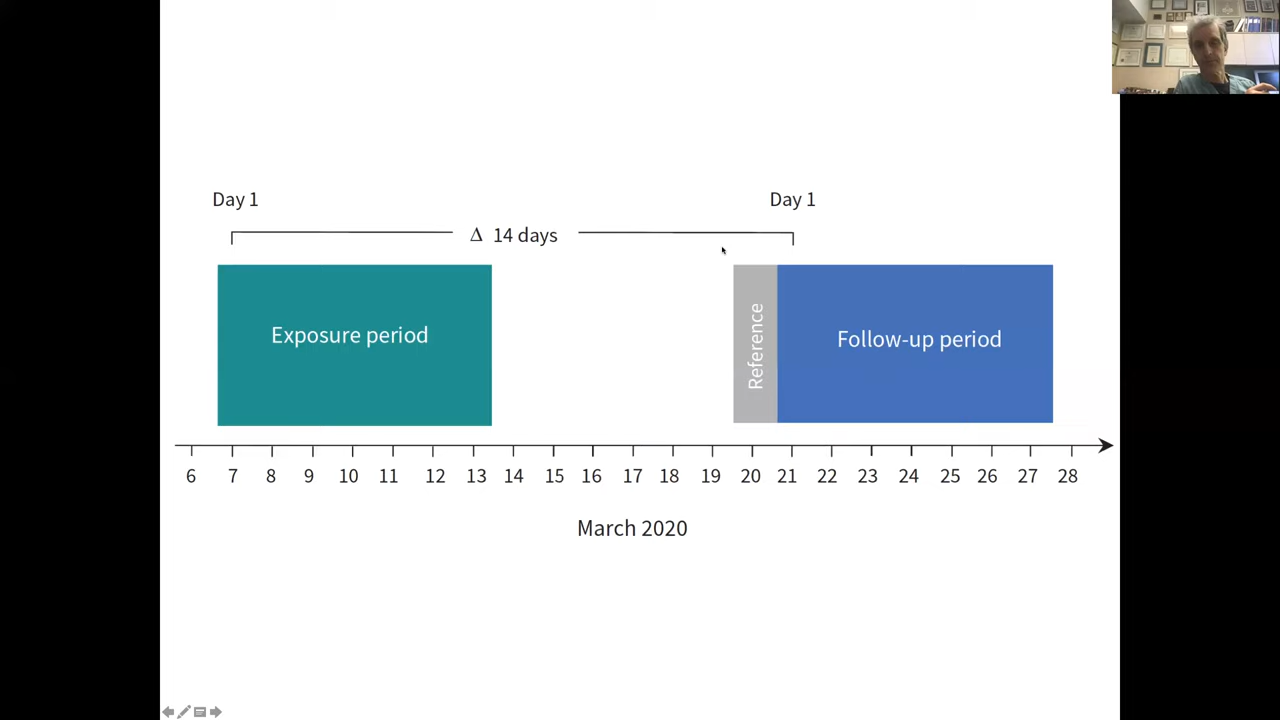 Day 1
Day 1
Δ 14 days
Exposure period
Reference
Follow-up period
6 7 8 9 10 11 12 13 14 15 16 17 18 19 20 21 22 23 24 25 26 27 28
March 2020